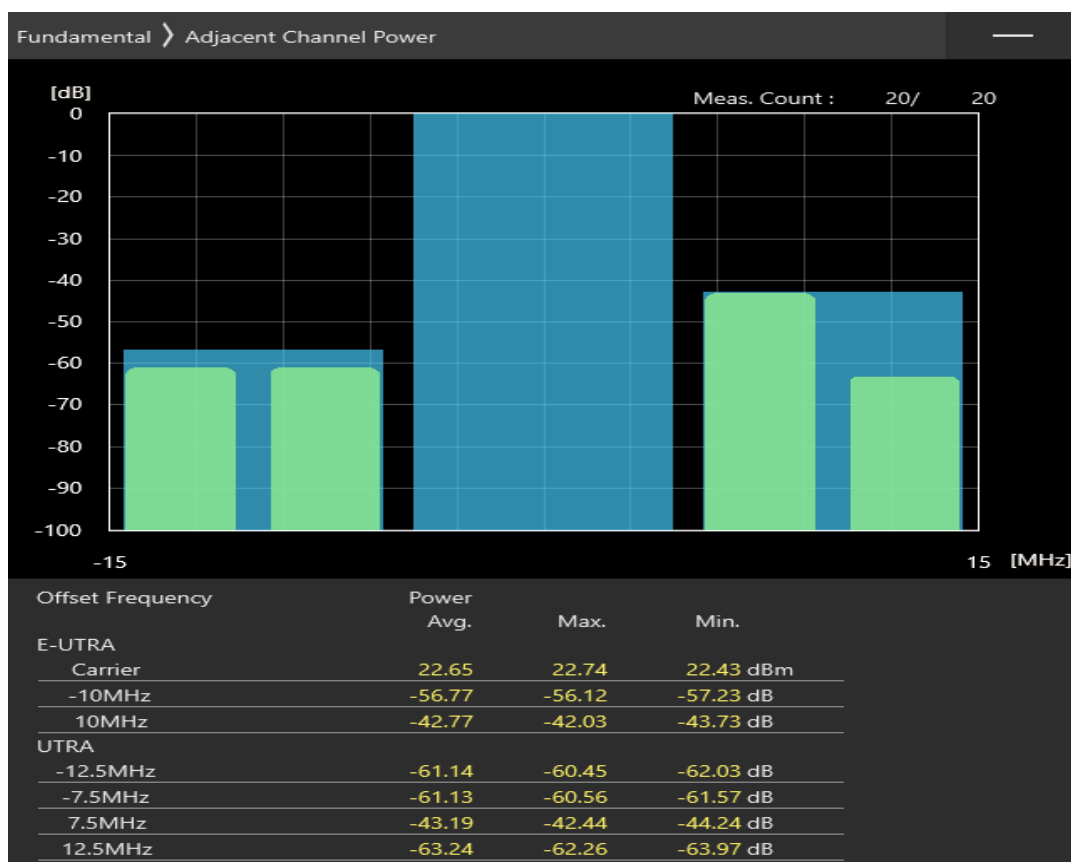 Fundamental 〉 Adjacent Channel Power
[dB]
Meas. Count : 20/ 20
0
-10
-20
-30
-40
-50
-60
-70
-80
-90
-100
-15 15 [MHz]
Offset Frequency Power
Avg. Max. Min.
E-UTRA
Carrier 22.65 22.74 22.43 dBm
-10MHz -56.77 -56.12 -57.23 dB
10MHz -42.77 -42.03 -43.73 dB
UTRA
-12.5MHz -61.14 -60.45 -62.03 dB
-7.5MHz -61.13 -60.56 -61.57 dB
7.5MHz -43.19 -42.44 -44.24 dB
12.5MHz -63.24 -62.26 -63.97 dB